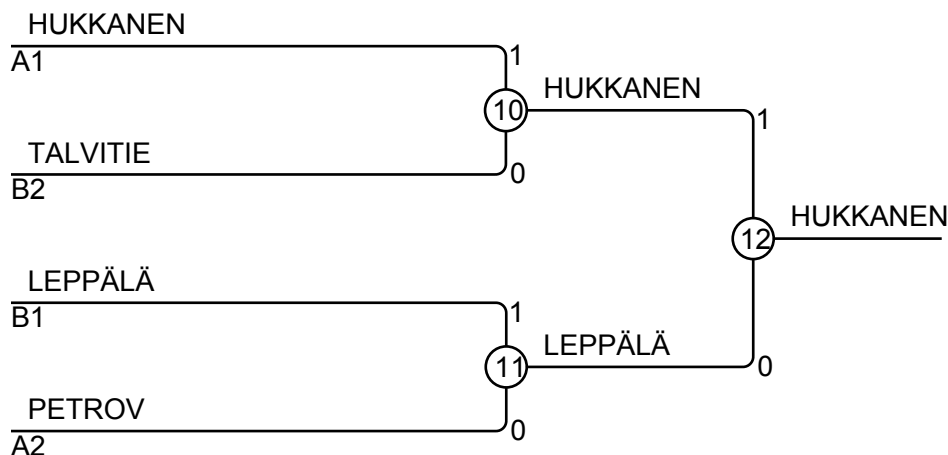 HUKKANEN
A1
1
10
HUKKANEN
1
TALVITIE
B2
0
12
HUKKANEN
LEPPÄLÄ
B1
1
11
LEPPÄLÄ
0
PETROV
A2
0